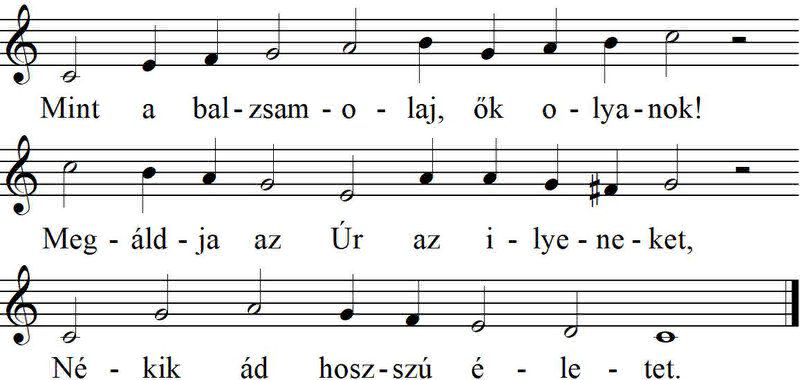 Mint a bal-zsam-o-laj, ők o-lya-nok!
Meg-áld-ja az Úr az i-lye-ne-ket,
Né-kik ád hosz-szú é-le-tet.